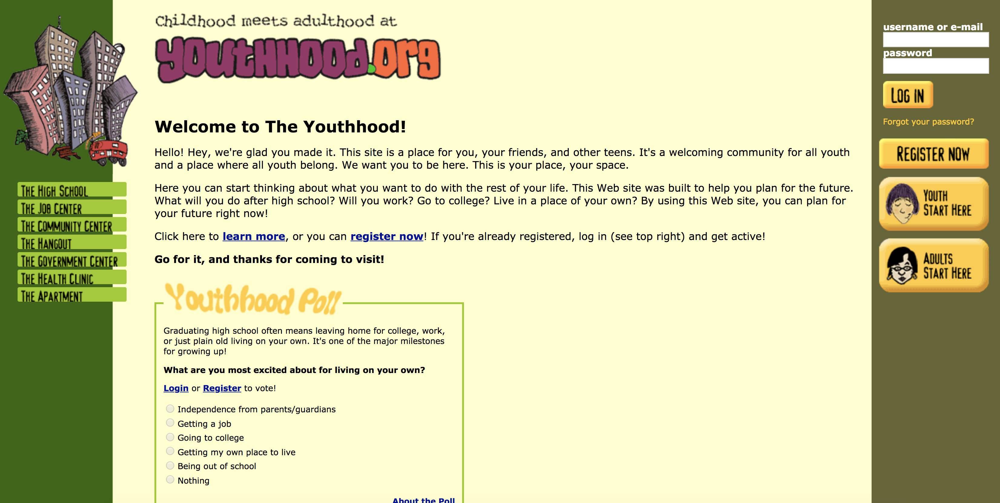 Childhood meets adulthood at
youthhood.org
username or e-mail
password
Log in
Forgot your password?
Register now
Youth
Start Here
Adults
Start Here
The High School
The Job Center
The Community Center
The Hangout
The Government Center
The Health Clinic
The Apartment
Welcome to The Youthhood!
Hello! Hey, we're glad you made it. This site is a place for you, your friends, and other teens. It's a welcoming community for all youth
and a place where all youth belong. We want you to be here. This is your place, your space.
Here you can start thinking about what you want to do with the rest of your life. This Web site was built to help you plan for the future.
What will you do after high school? Will you work? Go to college? Live in a place of your own? By using this Web site, you can plan for
your future right now!
Click here to learn more, or you can register now! If you're already registered, log in (see top right) and get active!
Go for it, and thanks for coming to visit!
Youthhood Poll
Graduating high school often means leaving home for college, work,
or just plain old living on your own. It's one of the major milestones
for growing up!
What are you most excited about for living on your own?
Login or Register to vote!
Independence from parents/guardians
Getting a job
Going to college
Getting my own place to live
Being out of school
Nothing
About the Poll